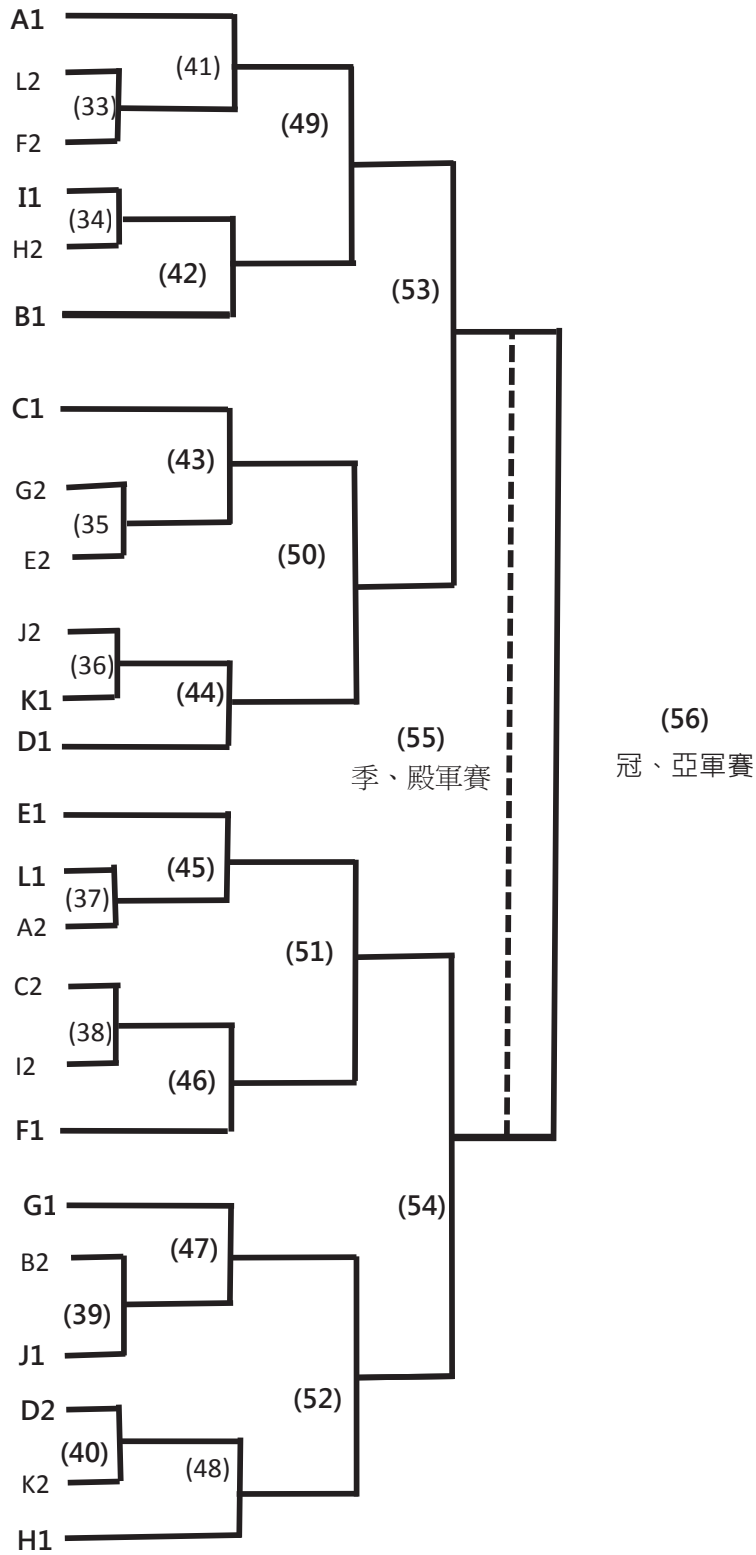 A1
(41)
L2
(33)
F2
(49)
I1
(34)
H2
(42)
B1
(53)
C1
(43)
G2
(35
E2
(50)
J2
(36)
K1
(44)
D1
(55)
季、殿軍賽
(56)
冠、亞軍賽
E1
(45)
L1
(37)
A2
(51)
C2
(38)
I2
(46)
F1
G1
(54)
(47)
B2
(39)
J1
(52)
D2
(40)
(48)
K2
H1